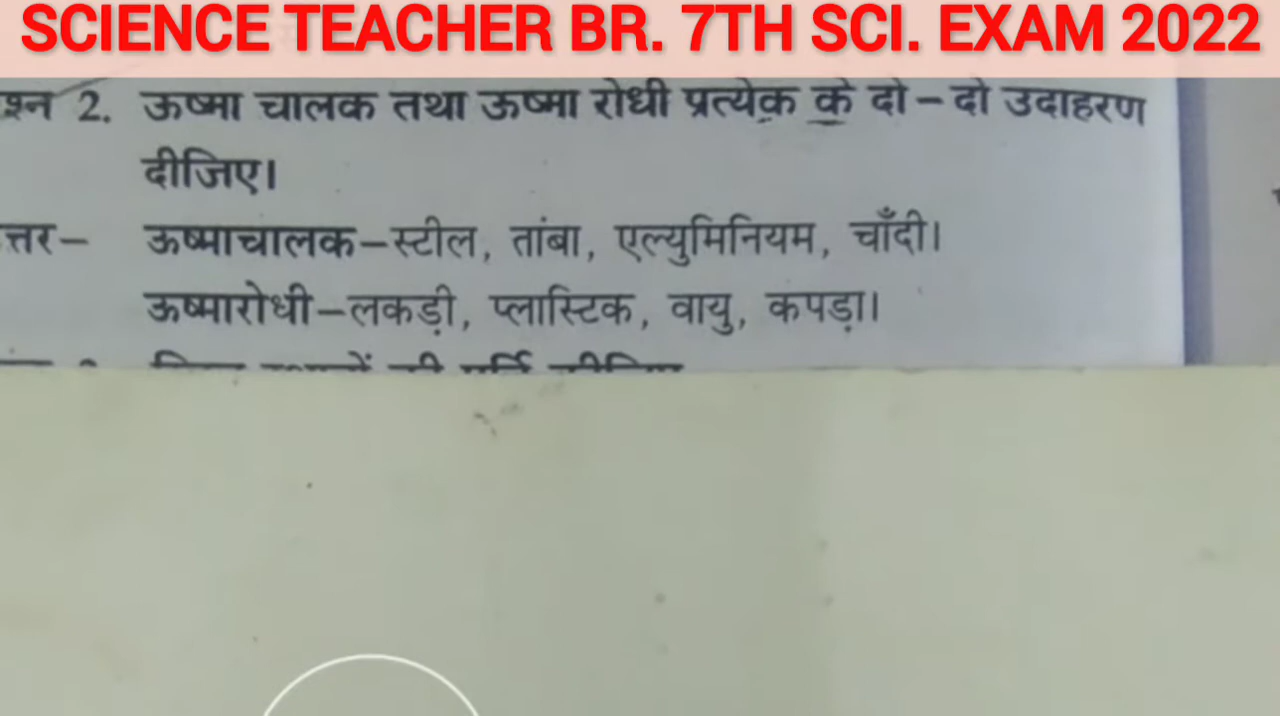 SCIENCE TEACHER BR. 7TH SCI. EXAM 2022
श्न 2. ऊष्मा चालक तथा ऊष्मा रोधी प्रत्येक के दो – दो उदाहरण
दीजिए।
त्तर– ऊष्माचालक–स्टील, तांबा, एल्युमिनियम, चाँदी।
ऊष्मारोधी–लकड़ी, प्लास्टिक, वायु, कपड़ा।